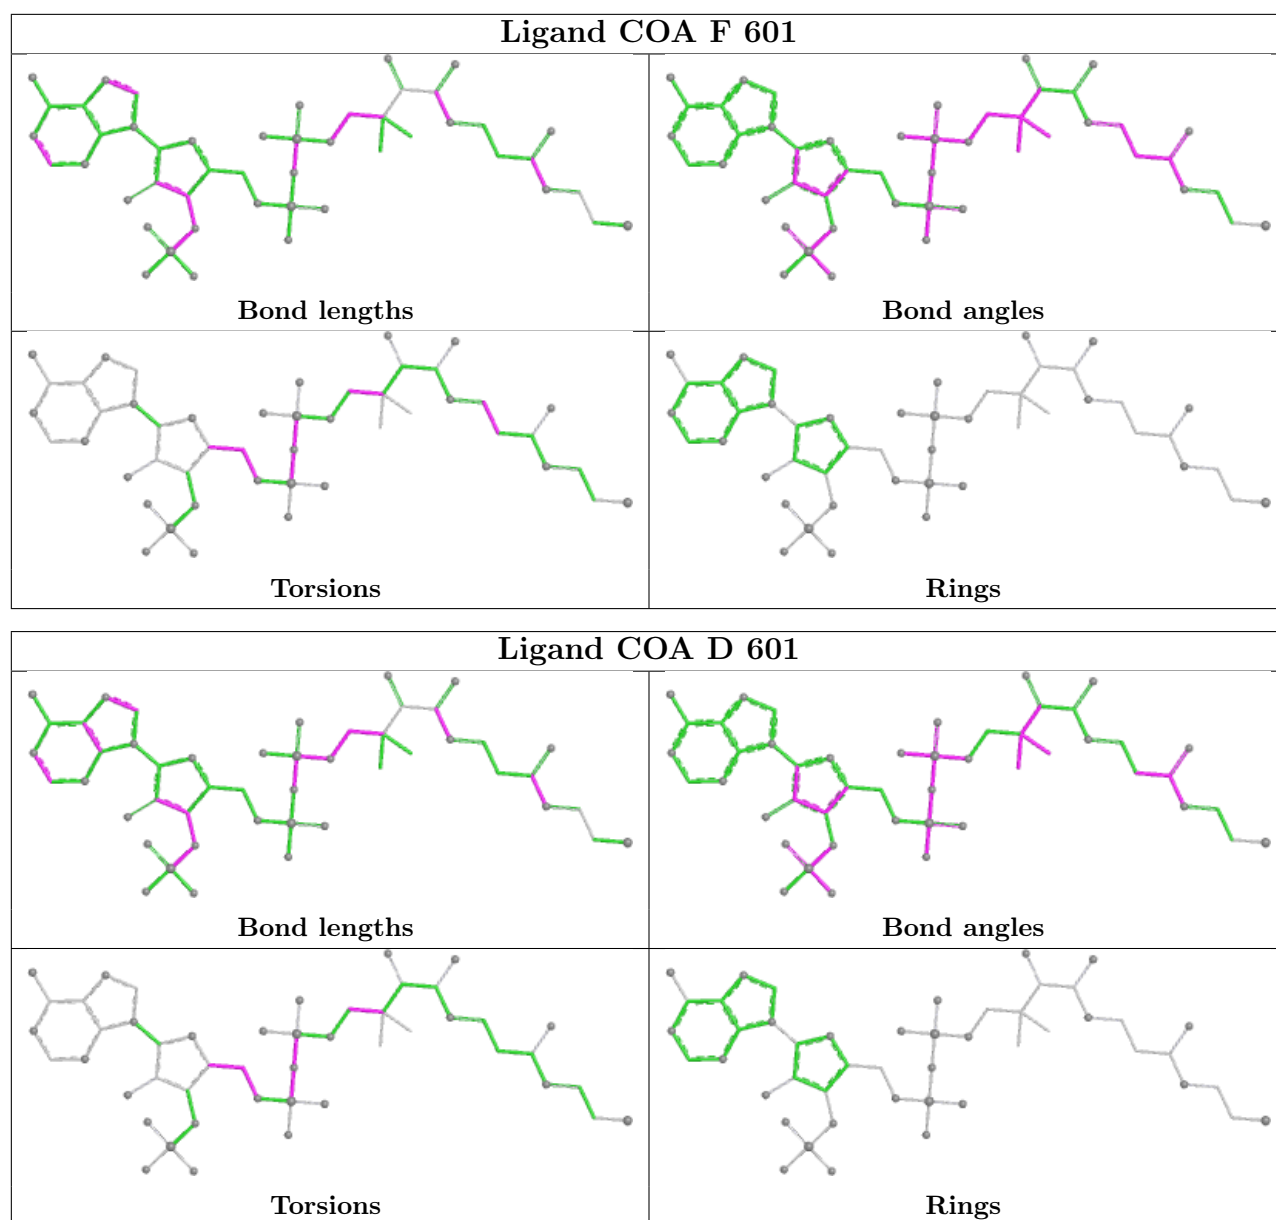 Ligand COA F 601
Bond lengths
Bond angles
Torsions
Rings
Ligand COA D 601
Bond lengths
Bond angles
Torsions
Rings